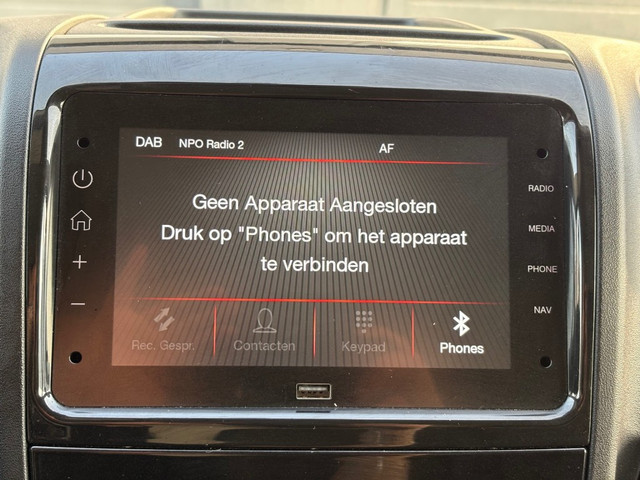 DAB NPO Radio 2 AF
Geen Apparaat Aangesloten
Druk op "Phones" om het apparaat
te verbinden
Rec. Gespr. Contacten Keypad Phones
RADIO
MEDIA
PHONE
NAV